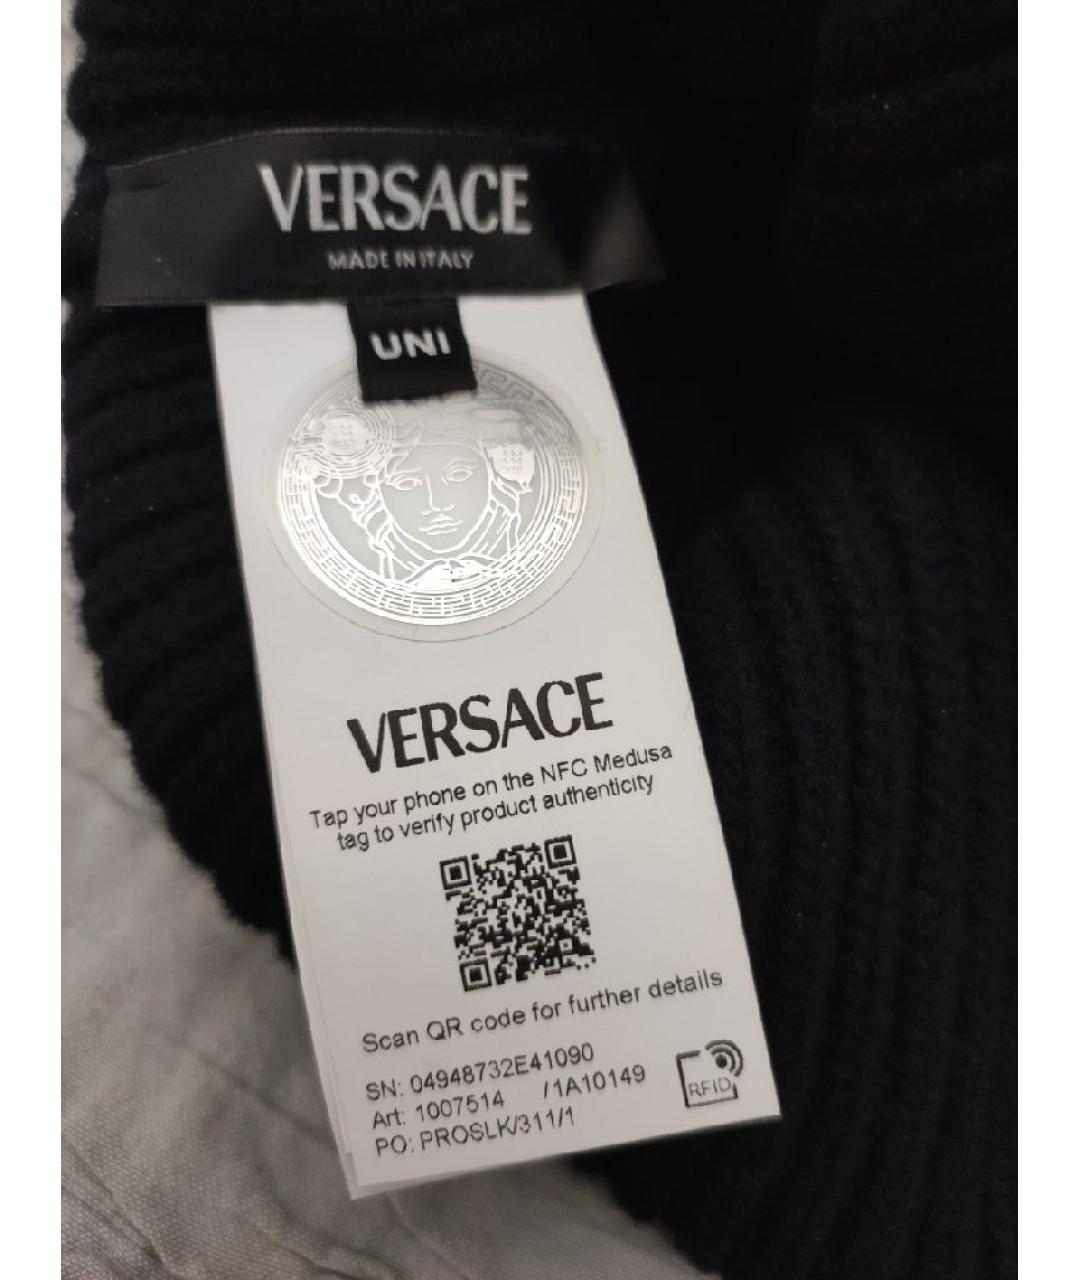 VERSACE
MADE IN ITALY
UNI
VERSACE
Tap your phone on the NFC Medusa
tag to verify product authenticity
Scan QR code for further details
SN: 04948732E41090
Art: 1007514 /1A10149
PO: PROSLK/311/1
RFID